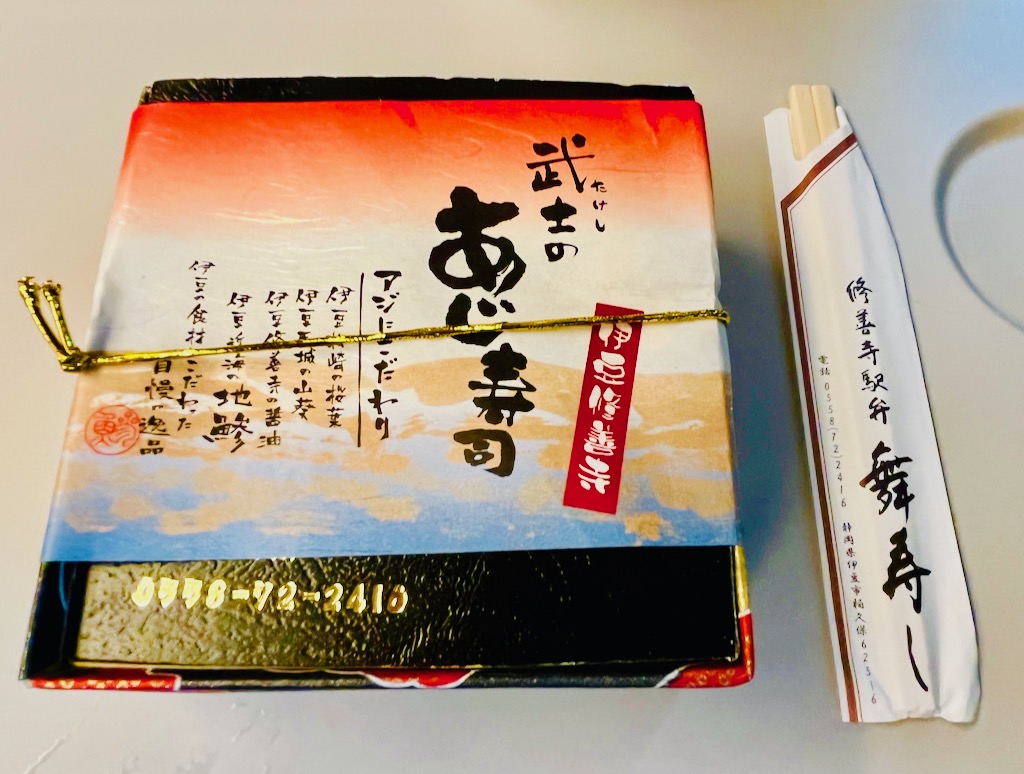 武士の
たけし
あじ寿司
伊豆修善寺
アジにこだわり
伊豆松崎の桜葉
伊豆天城の山葵
伊豆修善寺の醤油
伊豆近海の地鯵
伊豆の食材にこだわった
自慢の逸品
0558-72-2416
修善寺駅弁 舞寿し
電話 0558(72)2416 静岡県伊豆市柏久保62516